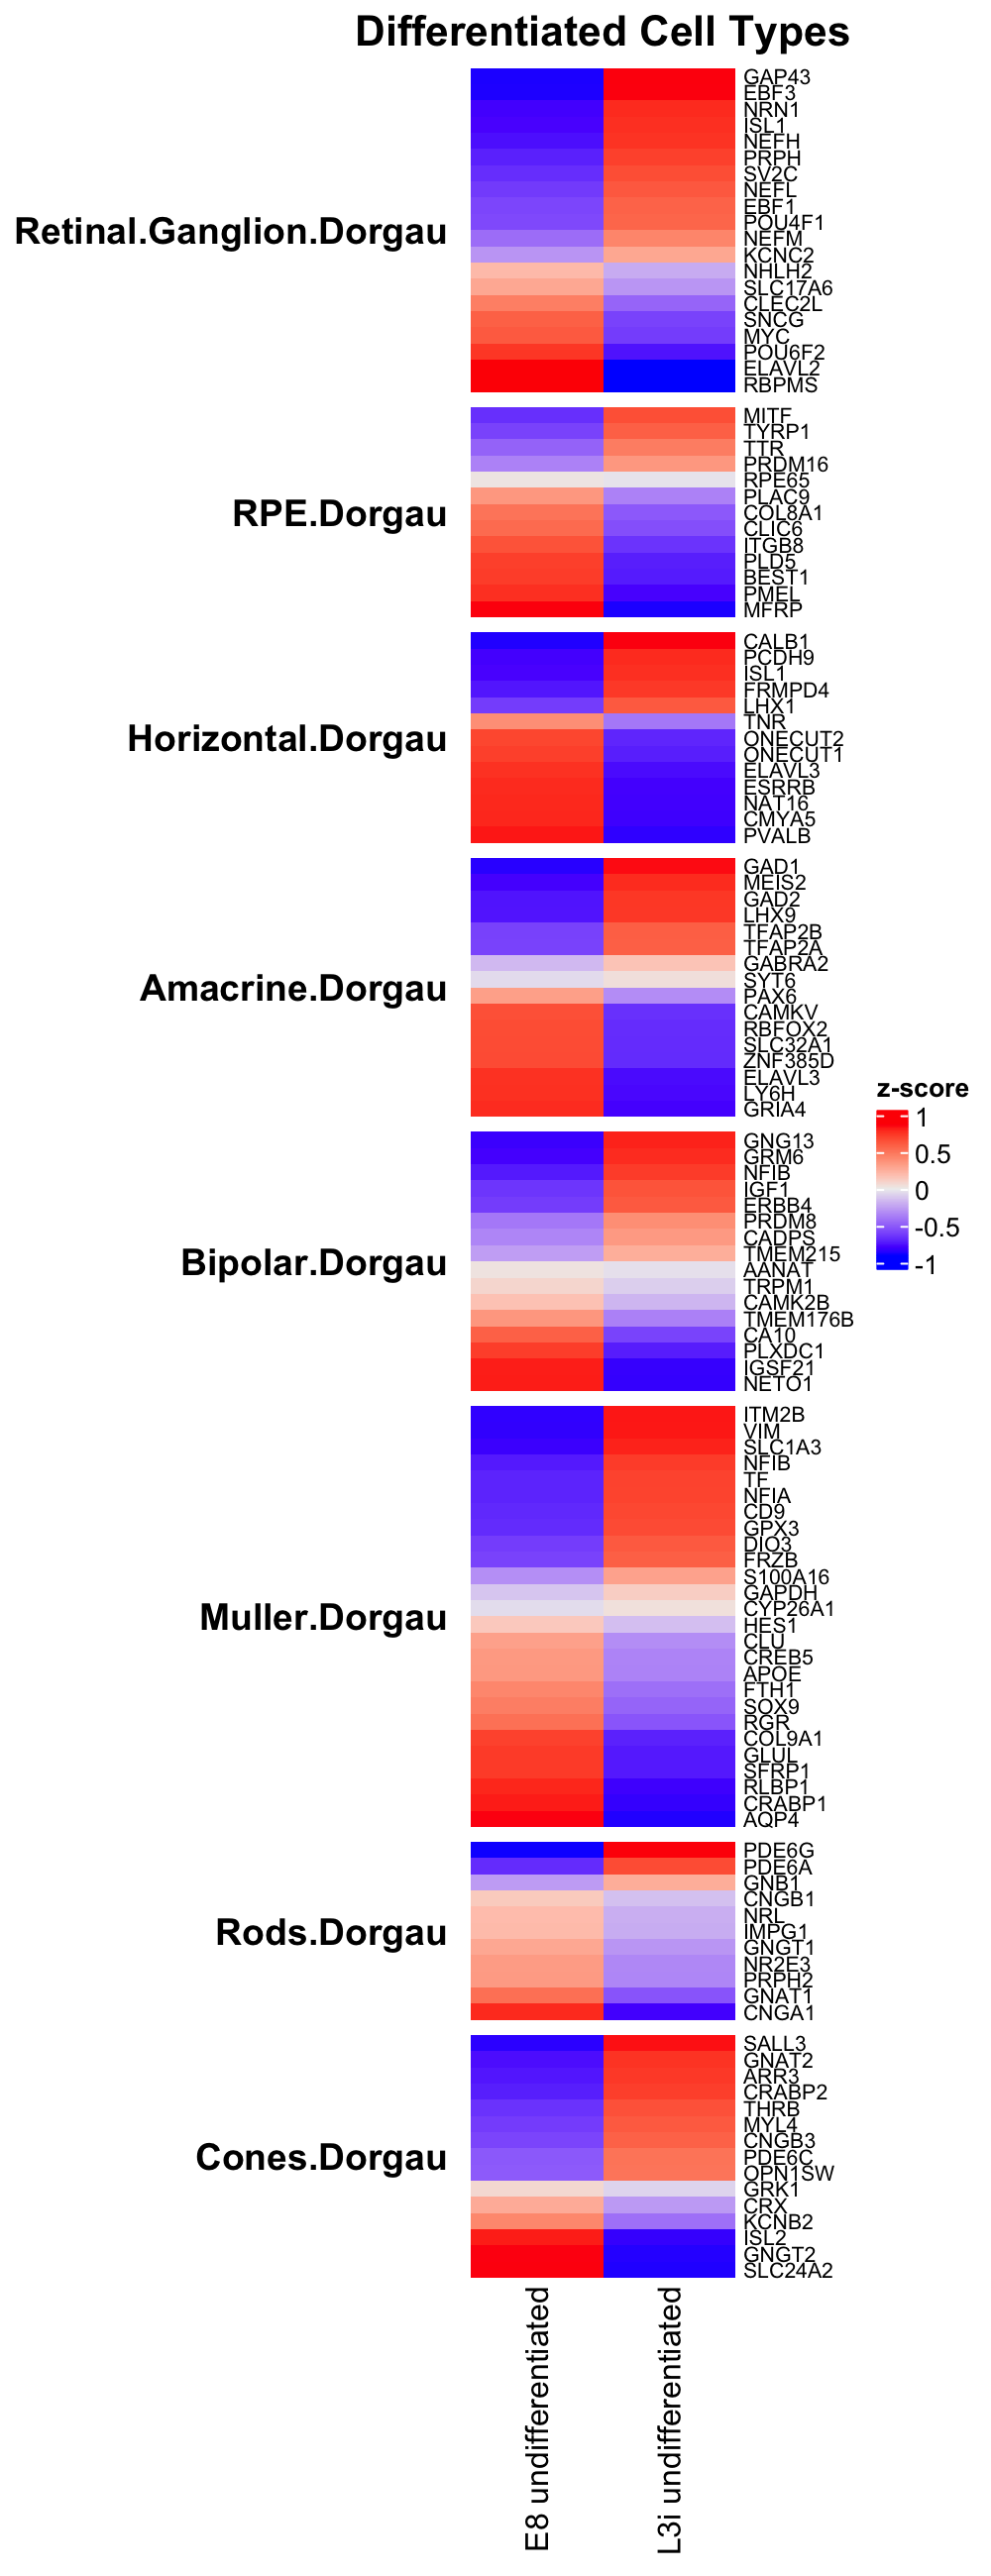 Differentiated Cell Types
Retinal.Ganglion.Dorgau
GAP43
EBF3
NRN1
ISL1
NEFH
PRPH
SV2C
NEFL
EBF1
POU4F1
NEFM
KCNC2
NHLH2
SLC17A6
CLEC2L
SNCG
MYC
POU6F2
ELAVL2
RBPMS
RPE.Dorgau
MITF
TYRP1
TTR
PRDM16
RPE65
PLAC9
COL8A1
CLIC6
ITGB8
PLD5
BEST1
PMEL
MFRP
Horizontal.Dorgau
CALB1
PCDH9
ISL1
FRMPD4
LHX1
TNR
ONECUT2
ONECUT1
ELAVL3
ESRRB
NAT16
CMYA5
PVALB
Amacrine.Dorgau
GAD1
MEIS2
GAD2
LHX9
TFAP2B
TFAP2A
GABRA2
SYT6
PAX6
CAMKV
RBFOX2
SLC32A1
ZNF385D
ELAVL3
LY6H
GRIA4
Bipolar.Dorgau
GNG13
GRM6
NFIB
IGF1
ERBB4
PRDM8
CADPS
TMEM215
AANAT
TRPM1
CAMK2B
TMEM176B
CA10
PLXDC1
IGSF21
NETO1
Muller.Dorgau
ITM2B
VIM
SLC1A3
NFIB
TF
NFIA
CD9
GPX3
DIO3
FRZB
S100A16
GAPDH
CYP26A1
HES1
CLU
CREB5
APOE
FTH1
SOX9
RGR
COL9A1
GLUL
SFRP1
RLBP1
CRABP1
AQP4
Rods.Dorgau
PDE6G
PDE6A
GNB1
CNGB1
NRL
IMPG1
GNGT1
NR2E3
PRPH2
GNAT1
CNGA1
Cones.Dorgau
SALL3
GNAT2
ARR3
CRABP2
THRB
MYL4
CNGB3
PDE6C
OPN1SW
GRK1
CRX
KCNB2
ISL2
GNGT2
SLC24A2
z-score
1
0.5
0
-0.5
-1
E8 undifferentiated
L3i undifferentiated